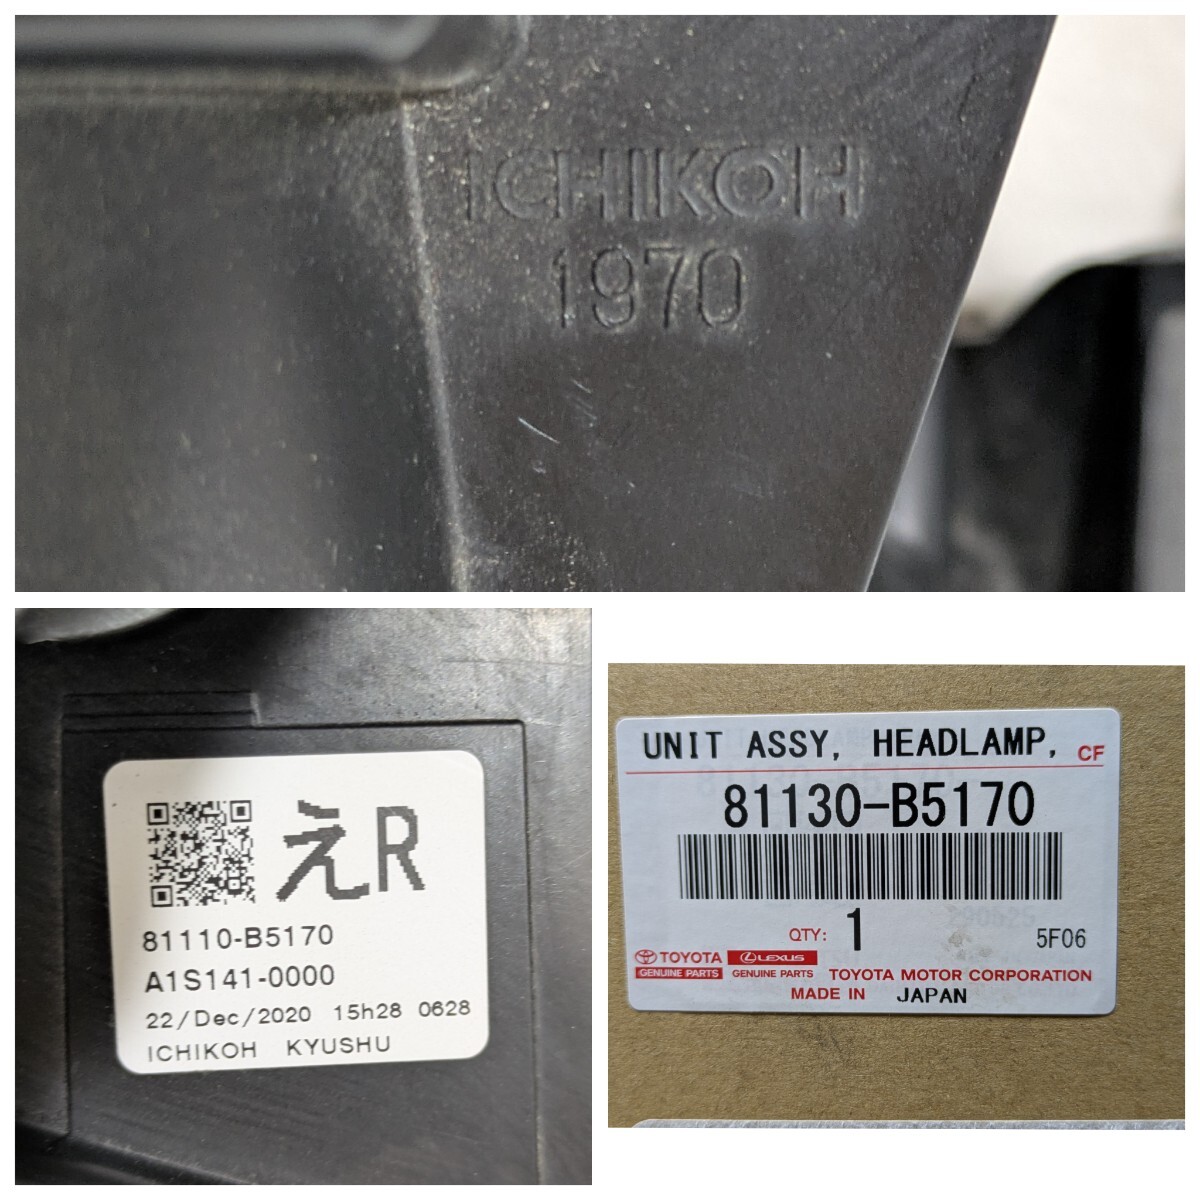 ICHIKOH
1970
えR
81110-B5170
A1S141-0000
22/Dec/2020 15h28 0628
ICHIKOH KYUSHU
UNIT ASSY, HEADLAMP, CF
81130-B5170
QTY: 1
5F06
TOYOTA LEXUS
GENUINE PARTS GENUINE PARTS TOYOTA MOTOR CORPORATION
MADE IN JAPAN